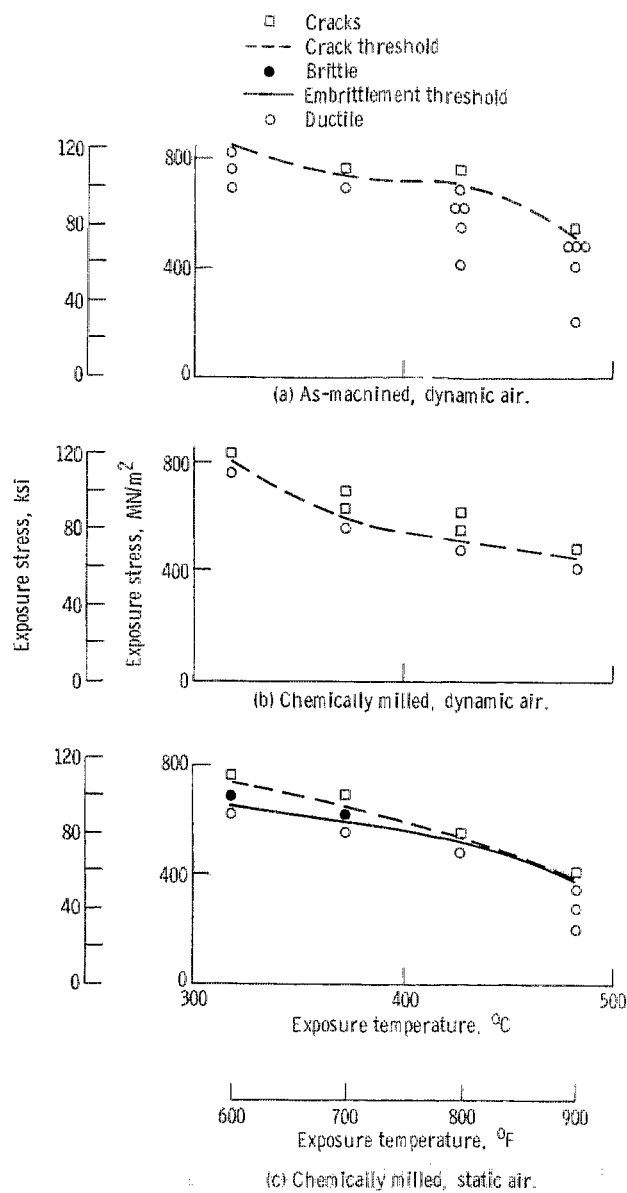 Cracks
Crack threshold
Brittle
Embrittlement threshold
Ductile
120
80
40
0
800
400
0
(a) As-machined, dynamic air.
Exposure stress, ksi
Exposure stress, MN/m²
120
80
40
0
800
400
0
(b) Chemically milled, dynamic air.
120
80
40
0
800
400
0
300
400
500
Exposure temperature, °C
600
700
800
900
Exposure temperature, °F
(c) Chemically milled, static air.